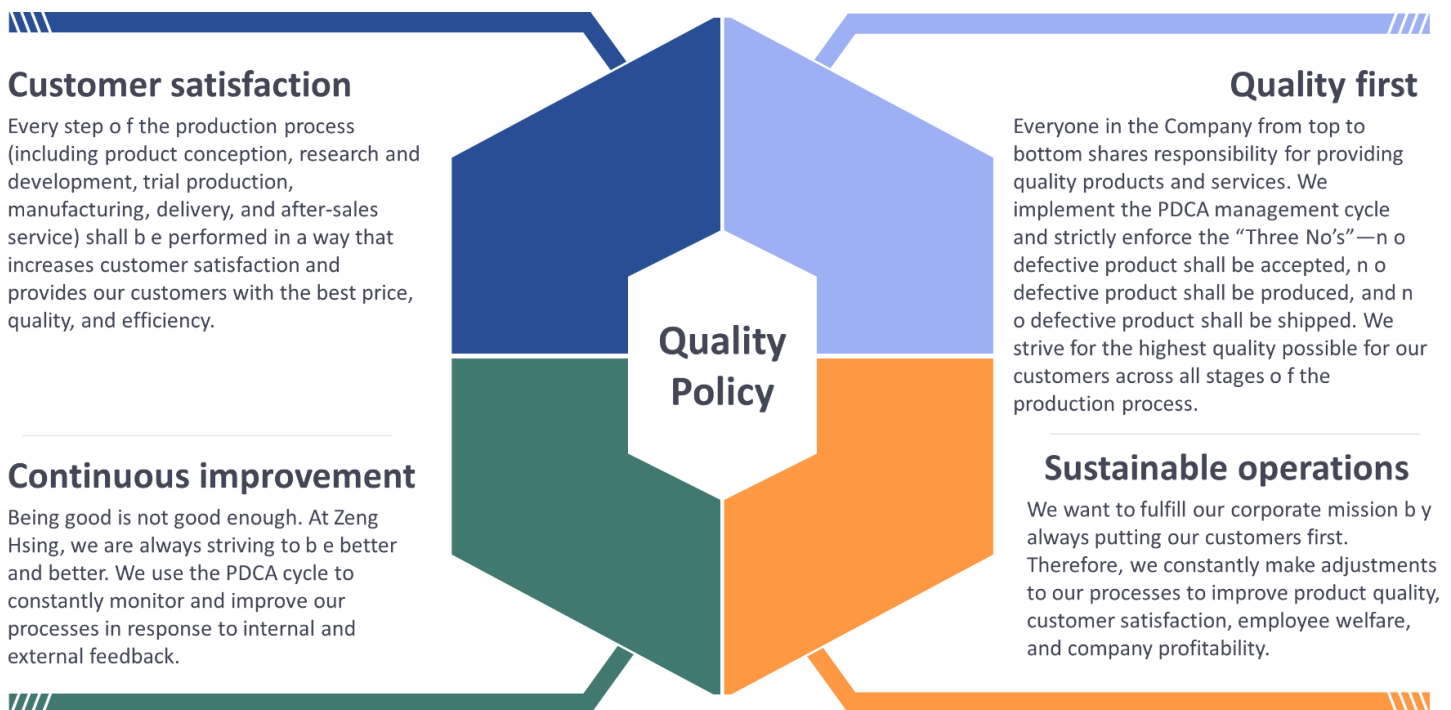 Customer satisfaction
Every step o f the production process
(including product conception, research and
development, trial production,
manufacturing, delivery, and after-sales
service) shall b e performed in a way that
increases customer satisfaction and
provides our customers with the best price,
quality, and efficiency.
Quality first
Everyone in the Company from top to
bottom shares responsibility for providing
quality products and services. We
implement the PDCA management cycle
and strictly enforce the “Three No’s”—n o
defective product shall be accepted, n o
defective product shall be produced, and n
o defective product shall be shipped. We
strive for the highest quality possible for our
customers across all stages o f the
production process.
Quality
Policy
Continuous improvement
Being good is not good enough. At Zeng
Hsing, we are always striving to b e better
and better. We use the PDCA cycle to
constantly monitor and improve our
processes in response to internal and
external feedback.
Sustainable operations
We want to fulfill our corporate mission b y
always putting our customers first.
Therefore, we constantly make adjustments
to our processes to improve product quality,
customer satisfaction, employee welfare,
and company profitability.